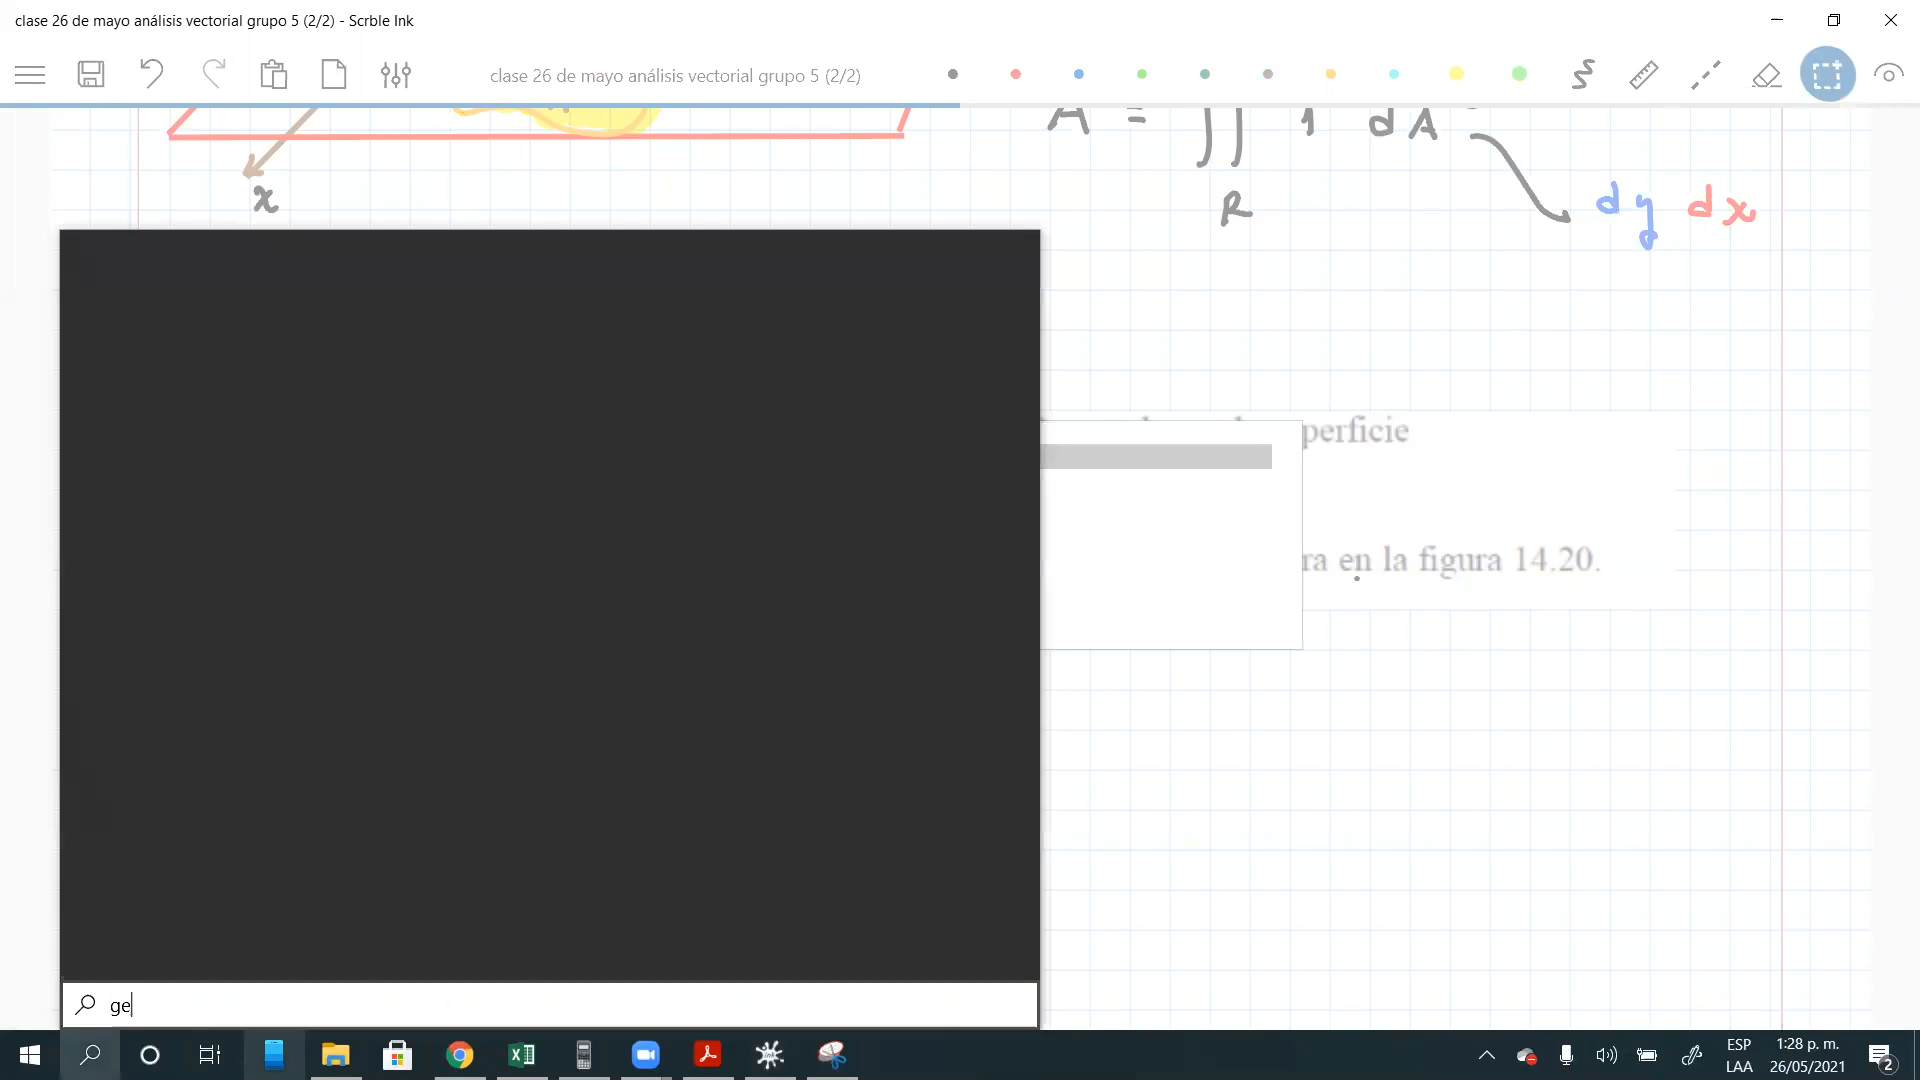 clase 26 de mayo análisis vectorial grupo 5 (2/2) - Scrble Ink
clase 26 de mayo análisis vectorial grupo 5 (2/2)
A = ∬ 1 dA
R
dy dx
x
perficie
ra en la figura 14.20.
ge
ESP
LAA
1:28 p. m.
26/05/2021
2